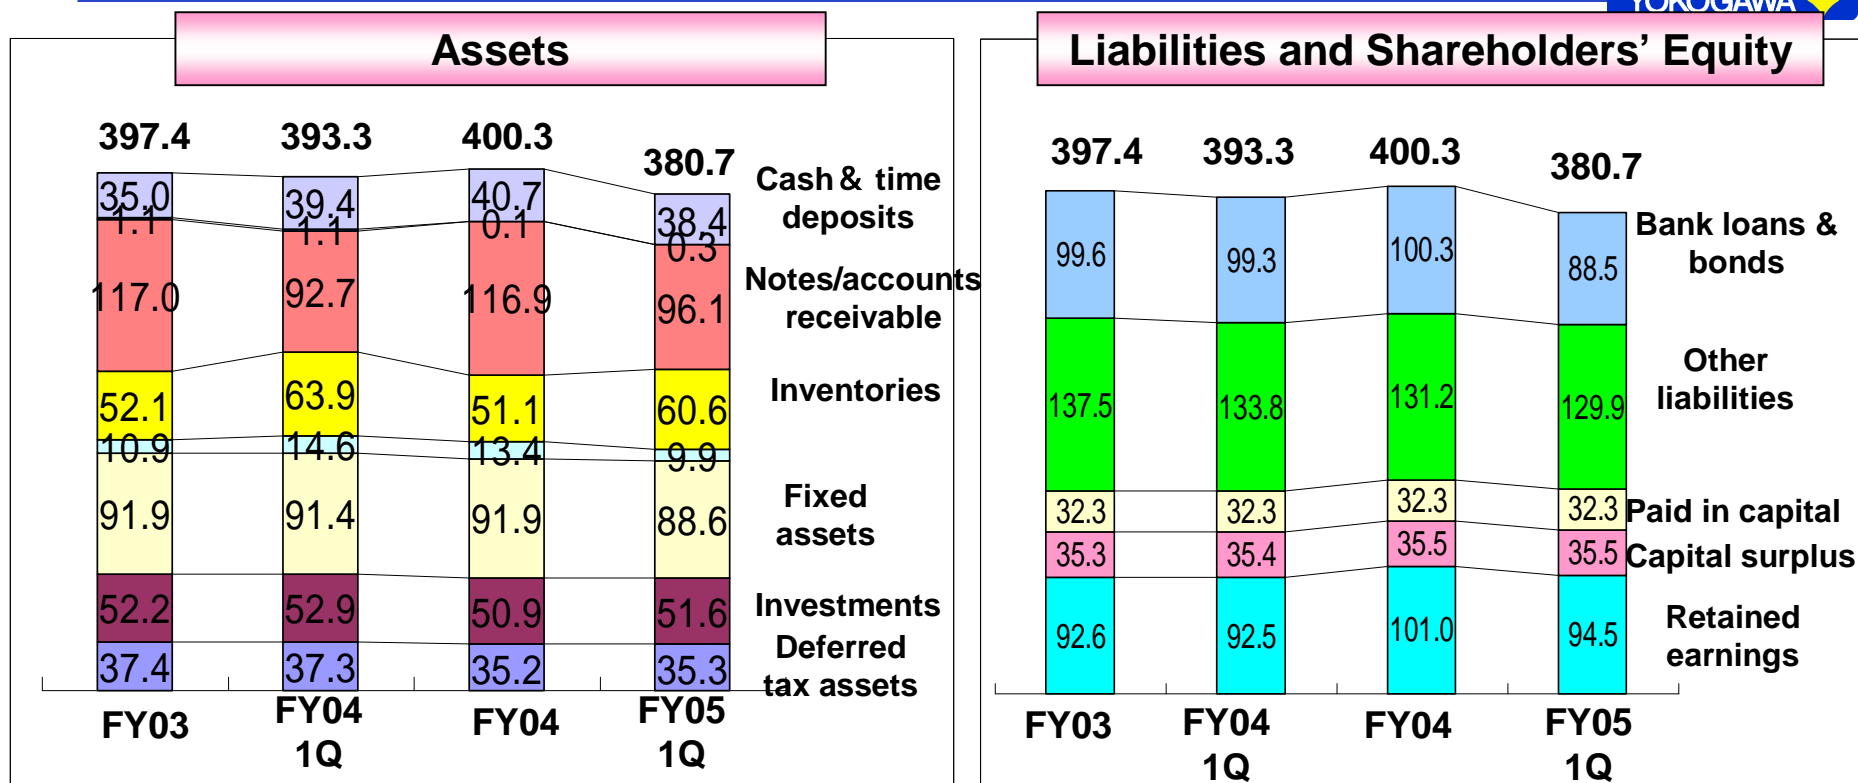 YOKOGAWA
Assets
397.4 393.3 400.3 380.7
35.0 39.4 40.7 38.4
Cash & time
deposits
1.1 1.1 0.1 0.3
117.0 92.7 116.9 96.1
Notes/accounts
receivable
52.1 63.9 51.1 60.6
Inventories
10.9 14.6 13.4 9.9
91.9 91.4 91.9 88.6
Fixed
assets
52.2 52.9 50.9 51.6
Investments
37.4 37.3 35.2 35.3
Deferred
tax assets
FY03 FY04 FY04 FY05
1Q 1Q
Liabilities and Shareholders’ Equity
397.4 393.3 400.3 380.7
99.6 99.3 100.3 88.5
Bank loans &
bonds
137.5 133.8 131.2 129.9
Other
liabilities
32.3 32.3 32.3 32.3
Paid in capital
35.3 35.4 35.5 35.5
Capital surplus
92.6 92.5 101.0 94.5
Retained
earnings
FY03 FY04 FY04 FY05
1Q 1Q